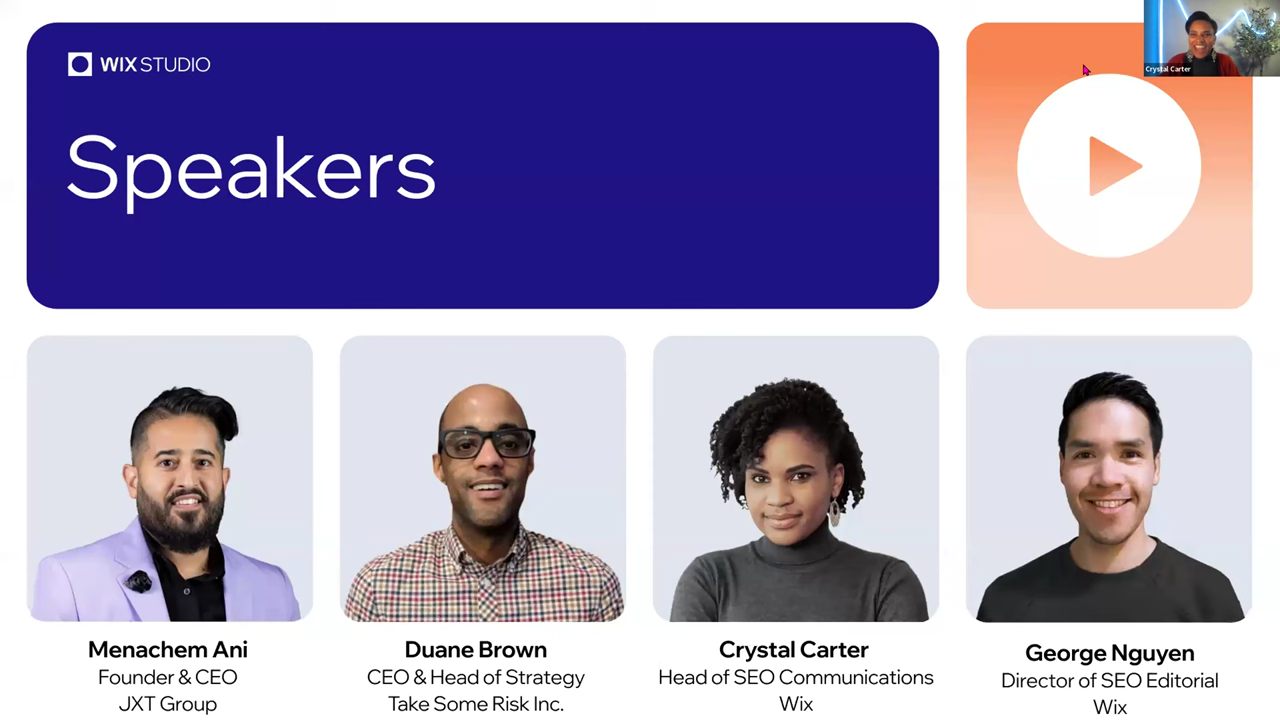 WIX STUDIO
Crystal Carter
Speakers
Menachem Ani
Founder & CEO
JXT Group
Duane Brown
CEO & Head of Strategy
Take Some Risk Inc.
Crystal Carter
Head of SEO Communications
Wix
George Nguyen
Director of SEO Editorial
Wix